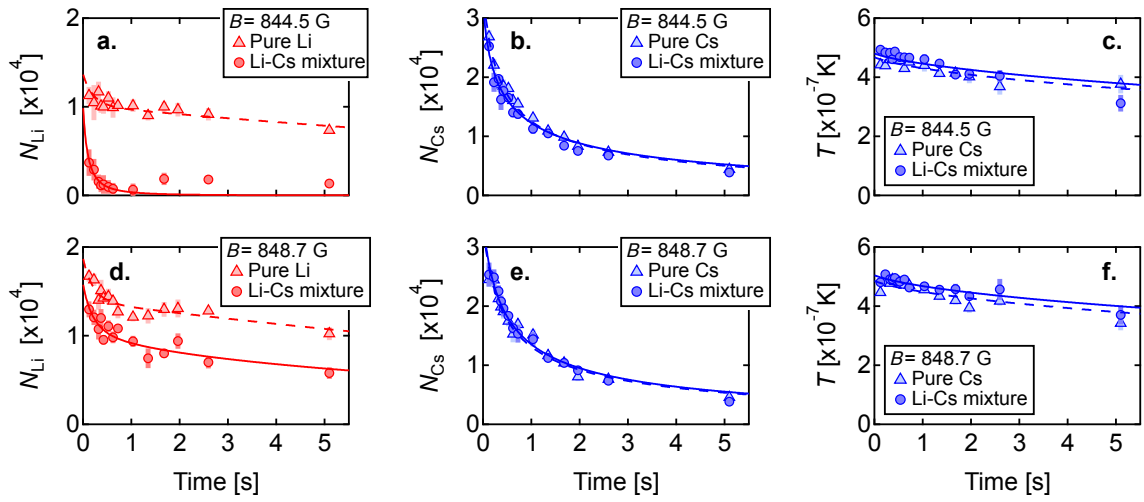 B= 844.5 G
Pure Li
Li-Cs mixture
a.
N_Li [x10^4]
2
1
0
B= 844.5 G
Pure Cs
Li-Cs mixture
b.
N_Cs [x10^4]
3
2
1
0
c.
B= 844.5 G
Pure Cs
Li-Cs mixture
T [x10^-7 K]
6
4
2
0
B= 848.7 G
Pure Li
Li-Cs mixture
d.
N_Li [x10^4]
2
1
0
0 1 2 3 4 5
Time [s]
B= 848.7 G
Pure Cs
Li-Cs mixture
e.
N_Cs [x10^4]
3
2
1
0
0 1 2 3 4 5
Time [s]
f.
B= 848.7 G
Pure Cs
Li-Cs mixture
T [x10^-7 K]
6
4
2
0
0 1 2 3 4 5
Time [s]